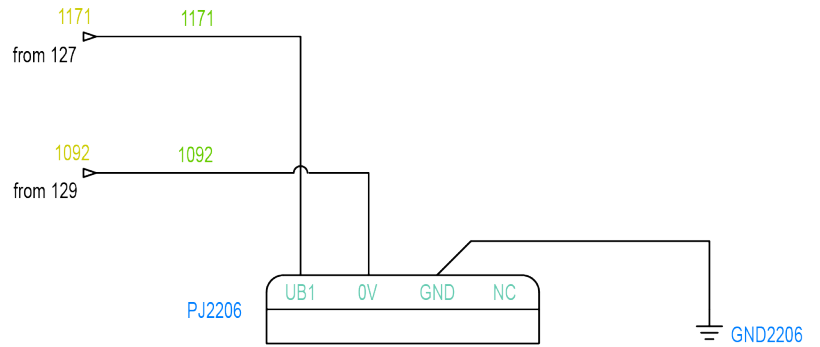 1171 1171
from 127
1092 1092
from 129
UB1 0V GND NC
PJ2206
GND2206